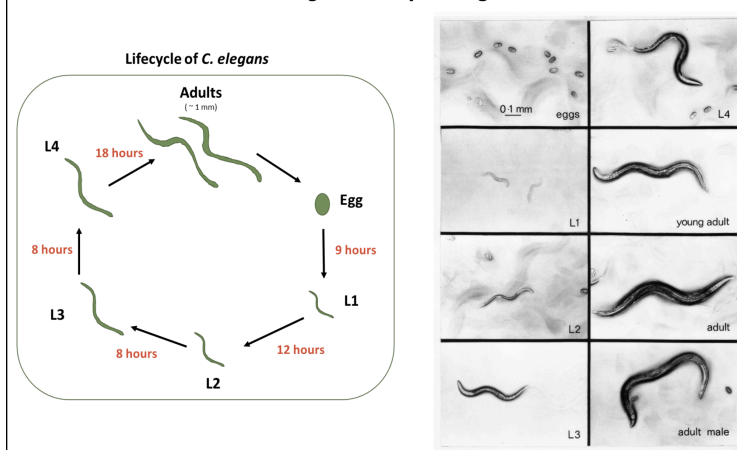 Lifecycle of C. elegans
Adults
(~ 1 mm)
L4
18 hours
Egg
8 hours
9 hours
L3
L1
8 hours
12 hours
L2
0·1 mm
eggs
L4
L1
young adult
L2
adult
L3
adult male